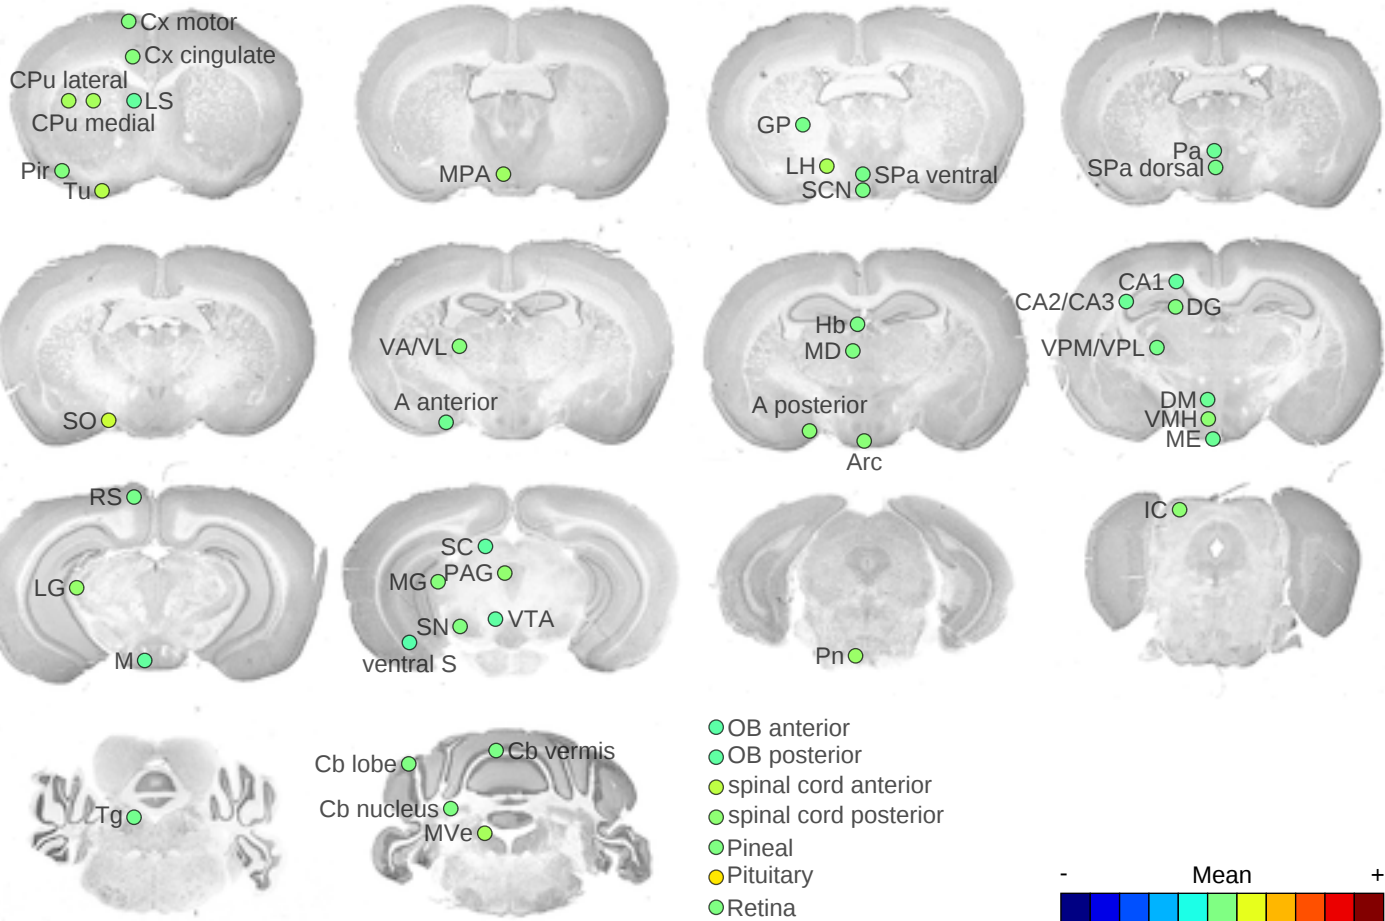 Cx motor
Cx cingulate
CPu lateral
LS
CPu medial
Pir
Tu
MPA
GP
LH
SPa ventral
SCN
Pa
SPa dorsal
SO
VA/VL
A anterior
Hb
MD
A posterior
Arc
CA1
CA2/CA3
DG
VPM/VPL
DM
VMH
ME
RS
LG
M
SC
MG
PAG
SN
VTA
ventral S
Pn
IC
Tg
Cb lobe
Cb vermis
Cb nucleus
MVe
OB anterior
OB posterior
spinal cord anterior
spinal cord posterior
Pineal
Pituitary
Retina
- Mean +